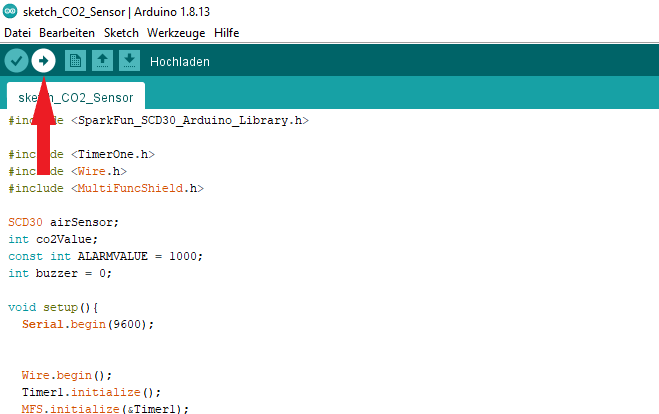 sketch_CO2_Sensor | Arduino 1.8.13
Datei Bearbeiten Sketch Werkzeuge Hilfe
Hochladen
sketch_CO2_Sensor
#include <SparkFun_SCD30_Arduino_Library.h>
#include <TimerOne.h>
#include <Wire.h>
#include <MultiFuncShield.h>
SCD30 airSensor;
int co2Value;
const int ALARMVALUE = 1000;
int buzzer = 0;
void setup(){
Serial.begin(9600);
Wire.begin();
Timer1.initialize();
MFS.initialize(&Timer1);